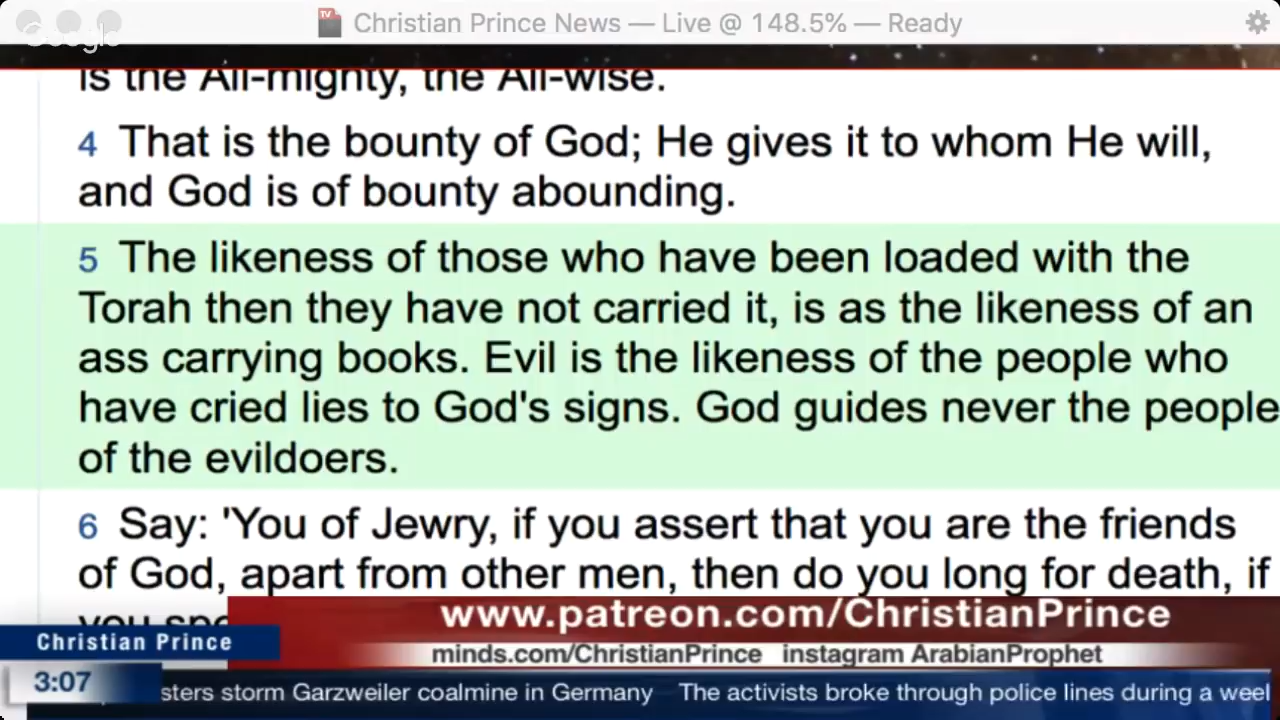 Christian Prince News — Live @ 148.5% — Ready
Google
TV
is the All-mighty, the All-wise.
4 That is the bounty of God; He gives it to whom He will,
and God is of bounty abounding.
5 The likeness of those who have been loaded with the
Torah then they have not carried it, is as the likeness of an
ass carrying books. Evil is the likeness of the people who
have cried lies to God's signs. God guides never the people
of the evildoers.
6 Say: 'You of Jewry, if you assert that you are the friends
of God, apart from other men, then do you long for death, if
you
www.patreon.com/ChristianPrince
Christian Prince
minds.com/ChristianPrince instagram ArabianProphet
3:07
sters storm Garzweiler coalmine in Germany The activists broke through police lines during a weel